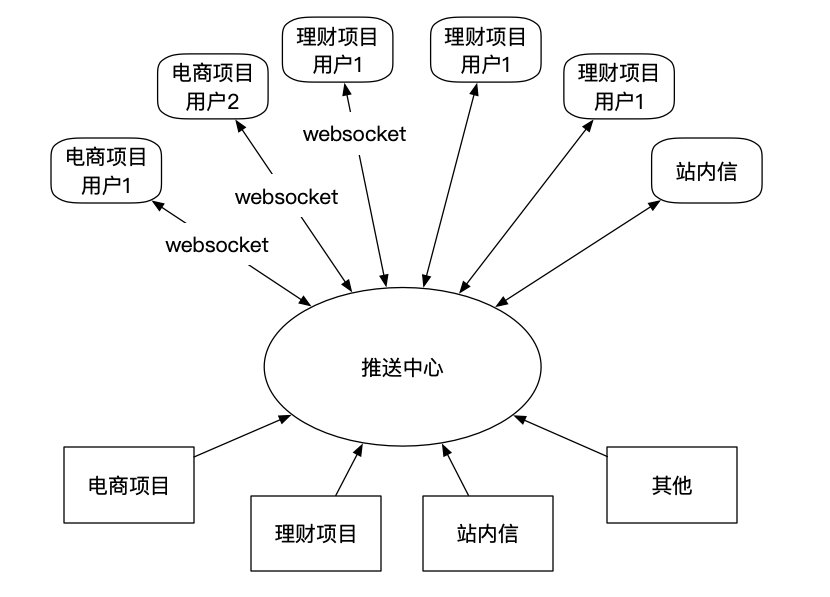 理财项目
用户1
理财项目
用户1
电商项目
用户2
理财项目
用户1
websocket
电商项目
用户1
站内信
websocket
websocket
推送中心
电商项目
其他
理财项目
站内信